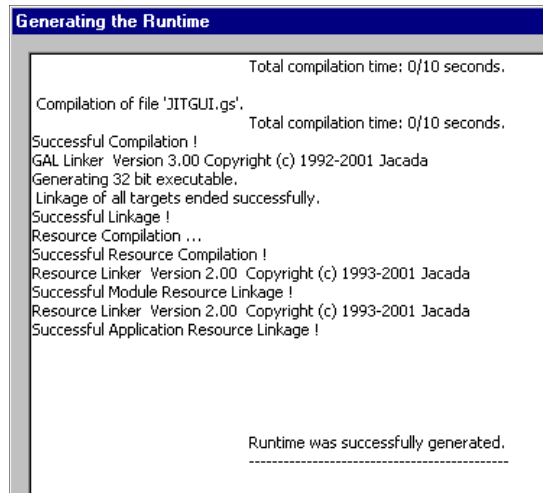 Generating the Runtime
Total compilation time: 0/10 seconds.
Compilation of file 'JITGUI.gs'.
Total compilation time: 0/10 seconds.
Successful Compilation !
GAL Linker  Version 3.00 Copyright (c) 1992-2001 Jacada
Generating 32 bit executable.
Linkage of all targets ended successfully.
Successful Linkage !
Resource Compilation ...
Successful Resource Compilation !
Resource Linker  Version 2.00  Copyright (c) 1993-2001 Jacada
Successful Module Resource Linkage !
Resource Linker  Version 2.00  Copyright (c) 1993-2001 Jacada
Successful Application Resource Linkage !
Runtime was successfully generated.
---------------------------------------------